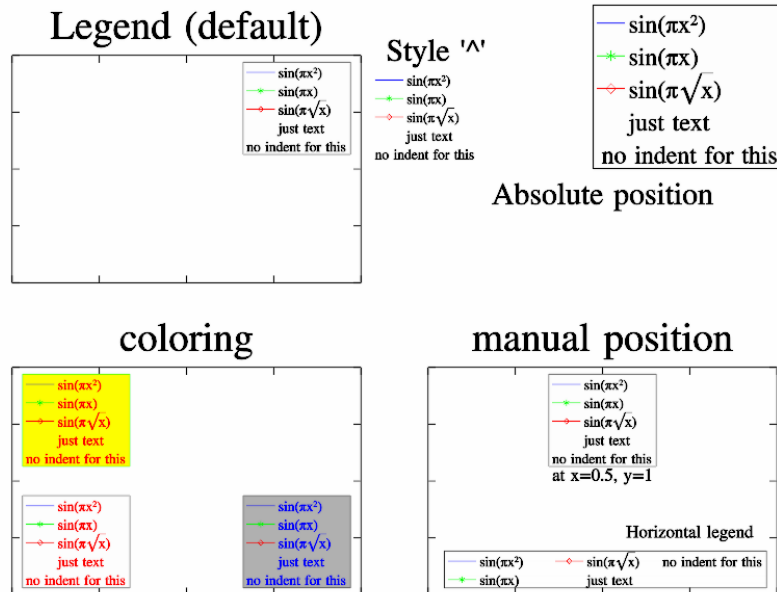 Legend (default)
sin(πx²)
sin(πx)
sin(π√x)
just text
no indent for this
Style '^'
sin(πx²)
sin(πx)
sin(π√x)
just text
no indent for this
sin(πx²)
sin(πx)
sin(π√x)
just text
no indent for this
Absolute position
coloring
sin(πx²)
sin(πx)
sin(π√x)
just text
no indent for this
sin(πx²)
sin(πx)
sin(π√x)
just text
no indent for this
sin(πx²)
sin(πx)
sin(π√x)
just text
no indent for this
manual position
sin(πx²)
sin(πx)
sin(π√x)
just text
no indent for this
at x=0.5, y=1
Horizontal legend
sin(πx²) sin(π√x) no indent for this
sin(πx) just text